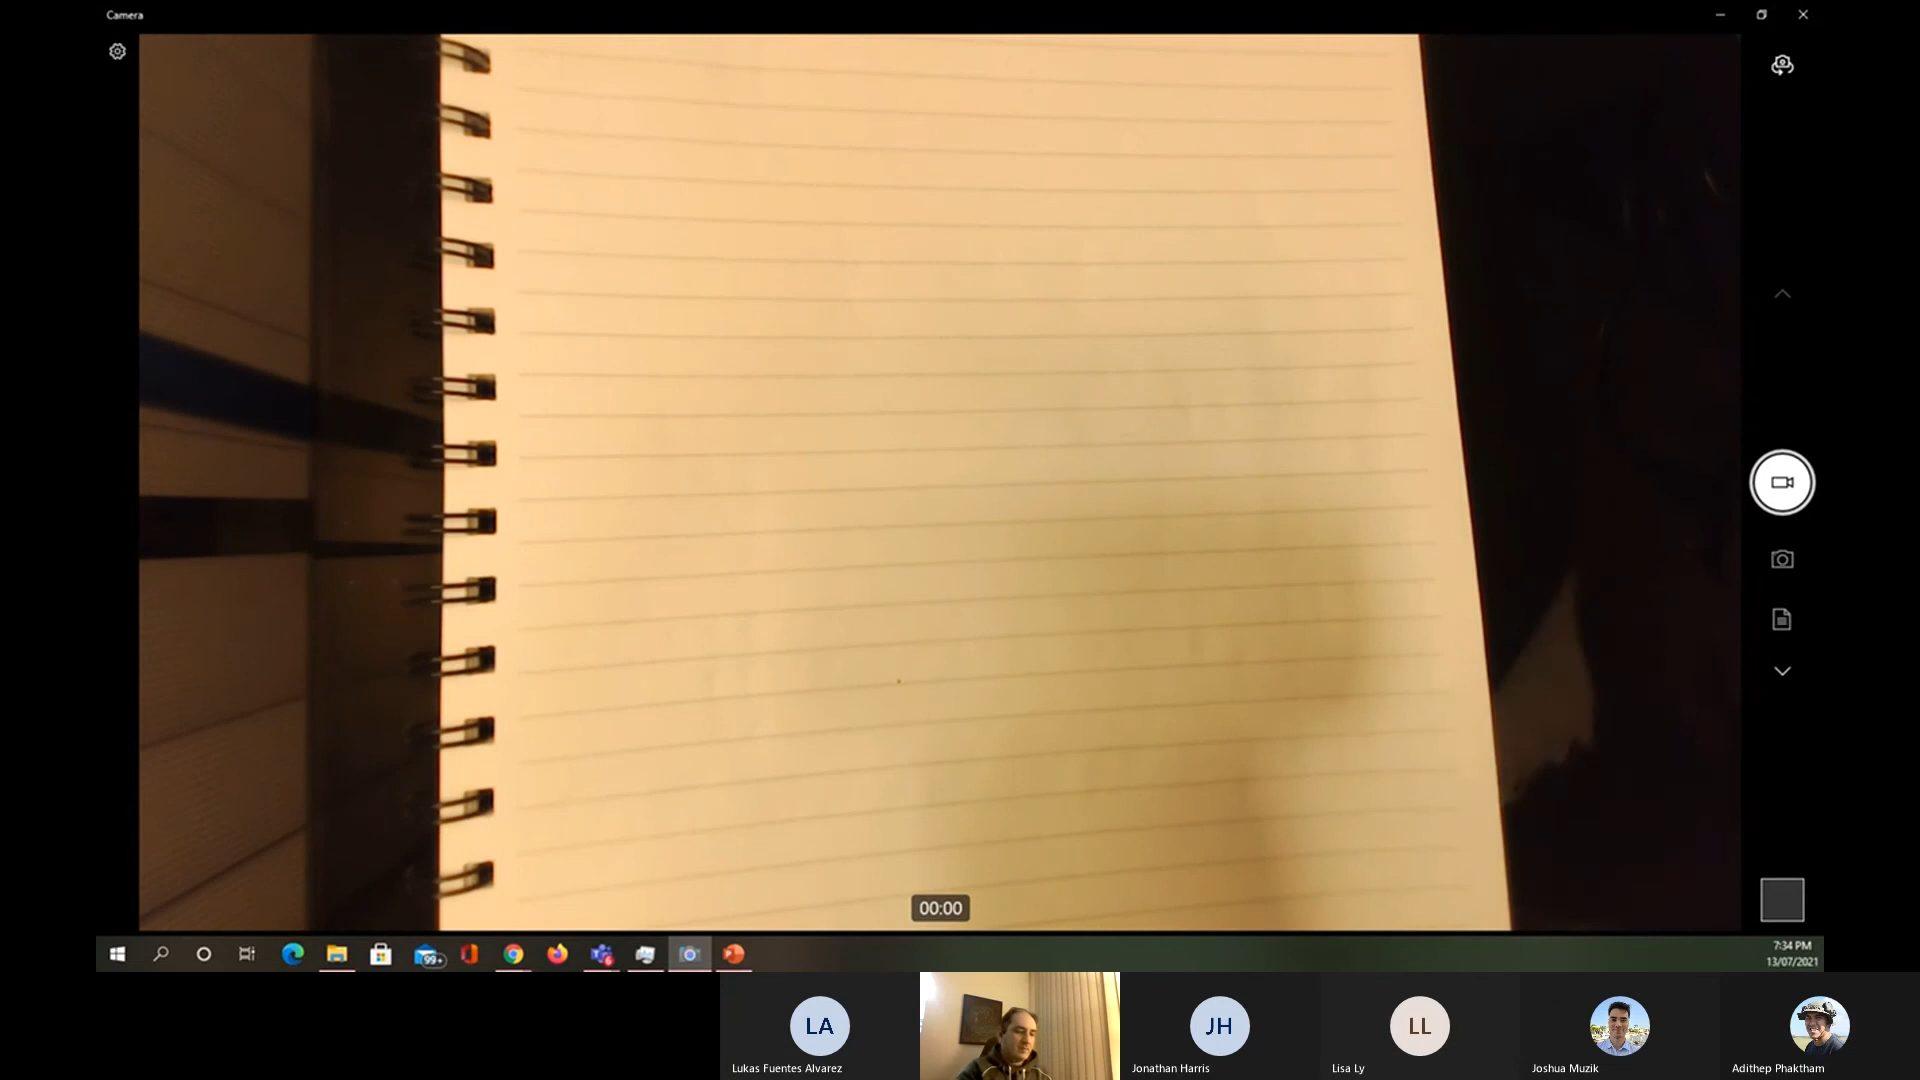 Camera
00:00
99+
7:34 PM
13/07/2021
LA
JH
LL
Lukas Fuentes Alvarez
Jonathan Harris
Lisa Ly
Joshua Muzik
Adithep Phaktham